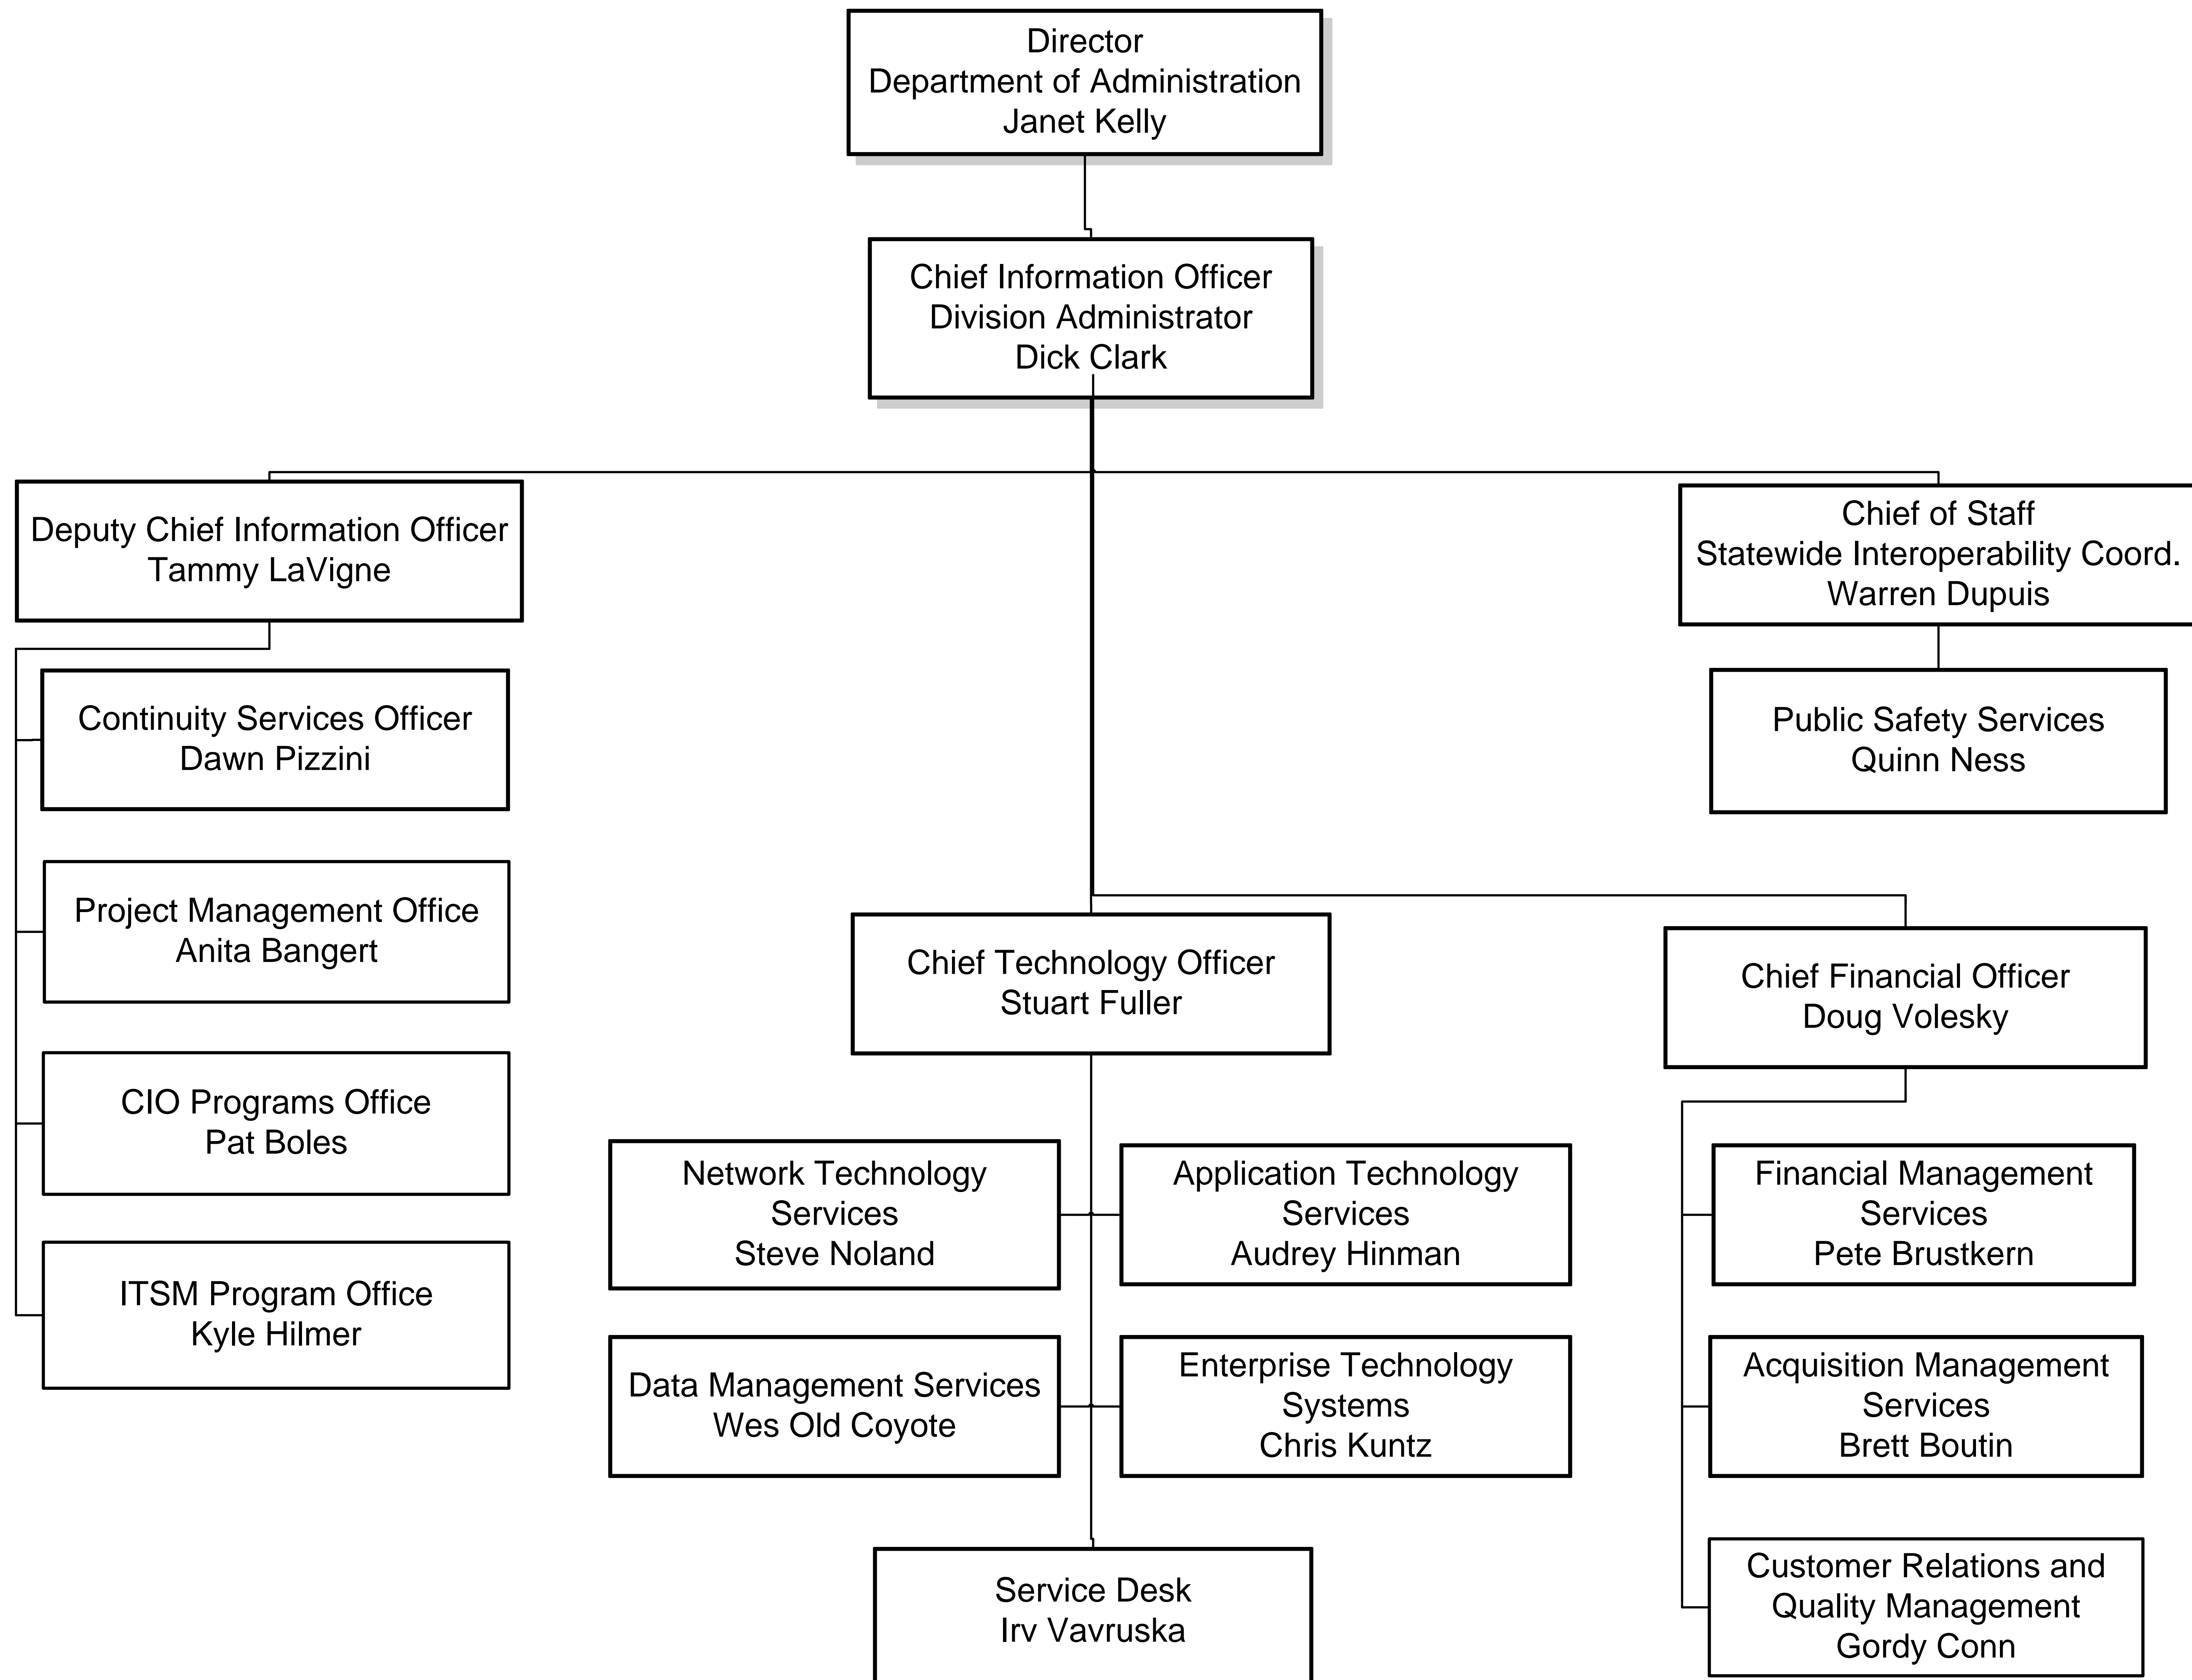 Director
Department of Administration
Janet Kelly
Chief Information Officer
Division Administrator
Dick Clark
Deputy Chief Information Officer
Tammy LaVigne
Chief of Staff
Statewide Interoperability Coord.
Warren Dupuis
Continuity Services Officer
Dawn Pizzini
Public Safety Services
Quinn Ness
Project Management Office
Anita Bangert
Chief Technology Officer
Stuart Fuller
Chief Financial Officer
Doug Volesky
CIO Programs Office
Pat Boles
Network Technology
Services
Steve Noland
Application Technology
Services
Audrey Hinman
Financial Management
Services
Pete Brustkern
ITSM Program Office
Kyle Hilmer
Data Management Services
Wes Old Coyote
Enterprise Technology
Systems
Chris Kuntz
Acquisition Management
Services
Brett Boutin
Service Desk
Irv Vavruska
Customer Relations and
Quality Management
Gordy Conn